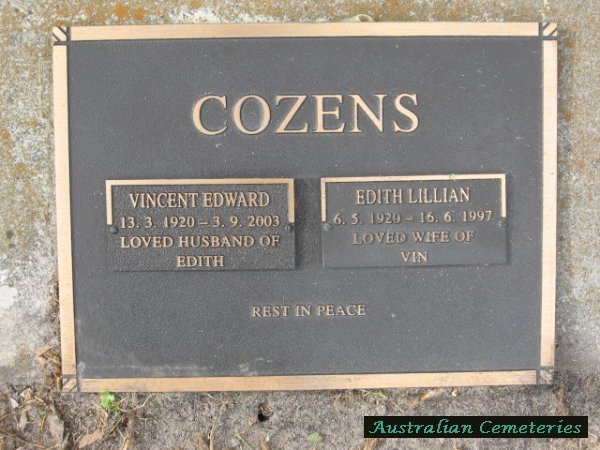 COZENS
VINCENT EDWARD
13. 3. 1920 – 3. 9. 2003
LOVED HUSBAND OF
EDITH
EDITH LILLIAN
6. 5. 1920 – 16. 6. 1997
LOVED WIFE OF
VIN
REST IN PEACE
Australian Cemeteries